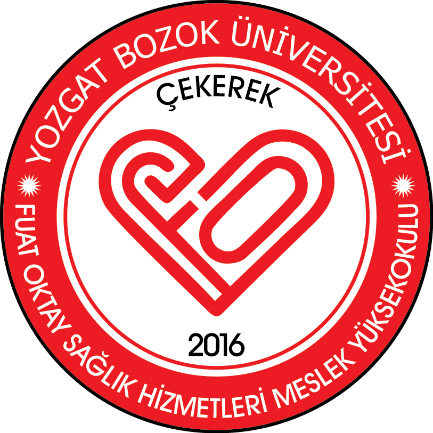 YOZGAT BOZOK ÜNİVERSİTESİ
ÇEKEREK
2016
FUAT OKTAY SAĞLIK HİZMETLERİ MESLEK YÜKSEKOKULU